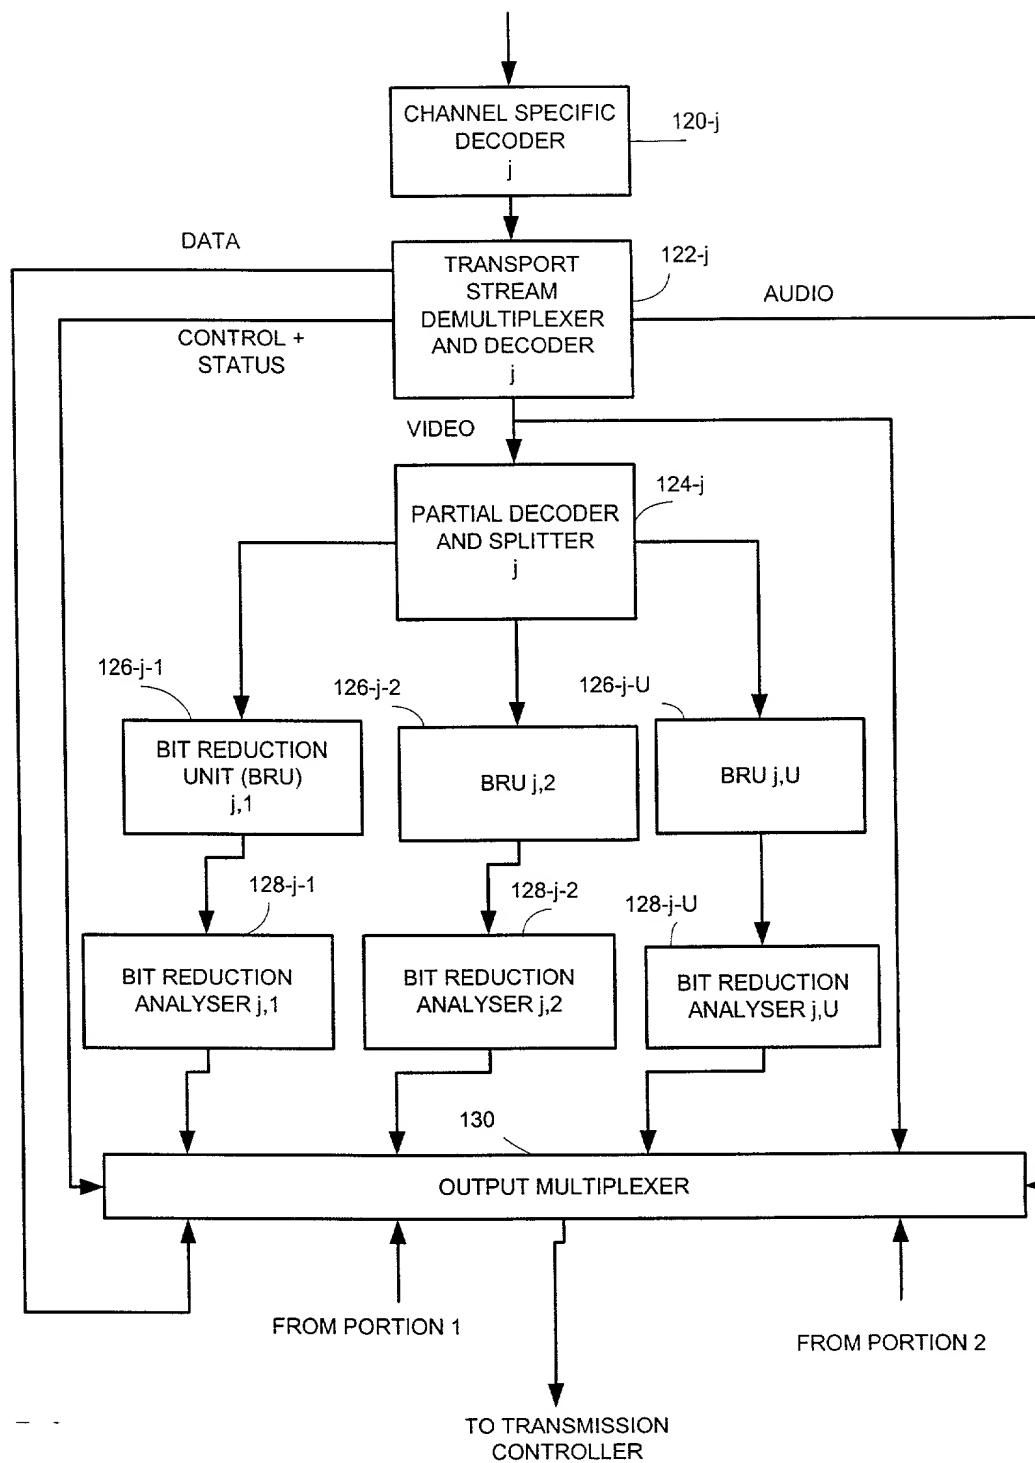 CHANNEL SPECIFIC
DECODER
j
120-j
DATA
TRANSPORT
STREAM
DEMULTIPLEXER
AND DECODER
j
122-j
AUDIO
CONTROL +
STATUS
VIDEO
PARTIAL DECODER
AND SPLITTER
j
124-j
126-j-1
126-j-2
126-j-U
BIT REDUCTION
UNIT (BRU)
j,1
BRU j,2
BRU j,U
128-j-1
128-j-2
128-j-U
BIT REDUCTION
ANALYSER j,1
BIT REDUCTION
ANALYSER j,2
BIT REDUCTION
ANALYSER j,U
130
OUTPUT MULTIPLEXER
FROM PORTION 1
FROM PORTION 2
TO TRANSMISSION
CONTROLLER